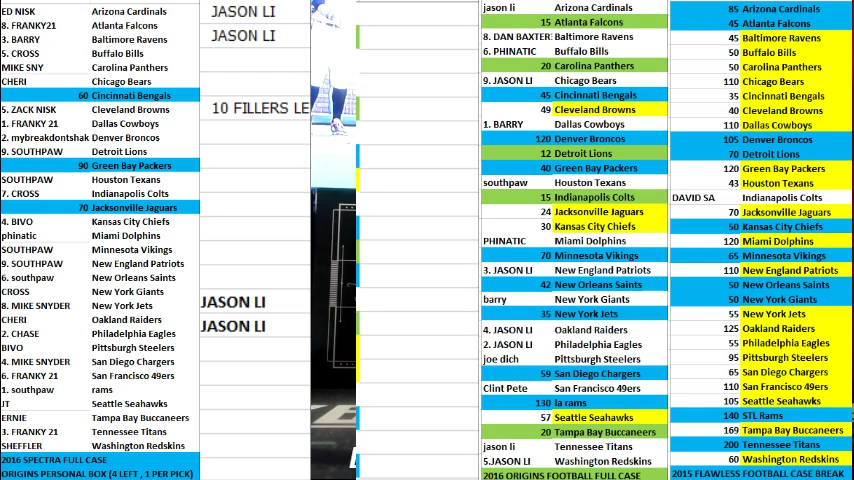 ED NISK Arizona Cardinals
8. FRANKY21 Atlanta Falcons
3. BARRY Baltimore Ravens
5. CROSS Buffalo Bills
MIKE SNY Carolina Panthers
CHERI Chicago Bears
60 Cincinnati Bengals
5. ZACK NISK Cleveland Browns
1. FRANKY 21 Dallas Cowboys
2. mybreakdontshak Denver Broncos
9. SOUTHPAW Detroit Lions
90 Green Bay Packers
SOUTHPAW Houston Texans
7. CROSS Indianapolis Colts
70 Jacksonville Jaguars
4. BIVO Kansas City Chiefs
phinatic Miami Dolphins
SOUTHPAW Minnesota Vikings
9. SOUTHPAW New England Patriots
6. southpaw New Orleans Saints
CROSS New York Giants
8. MIKE SNYDER New York Jets
CHERI Oakland Raiders
2. CHASE Philadelphia Eagles
BIVO Pittsburgh Steelers
4. MIKE SNYDER San Diego Chargers
6. FRANKY 21 San Francisco 49ers
1. southpaw rams
JT Seattle Seahawks
ERNIE Tampa Bay Buccaneers
3. FRANKY 21 Tennessee Titans
SHEFFLER Washington Redskins
2016 SPECTRA FULL CASE
ORIGINS PERSONAL BOX (4 LEFT , 1 PER PICK)
JASON LI
JASON LI
10 FILLERS LE
JASON LI
JASON LI
jason li Arizona Cardinals
15 Atlanta Falcons
8. DAN BAXTER Baltimore Ravens
6. PHINATIC Buffalo Bills
20 Carolina Panthers
9. JASON LI Chicago Bears
45 Cincinnati Bengals
49 Cleveland Browns
1. BARRY Dallas Cowboys
120 Denver Broncos
12 Detroit Lions
40 Green Bay Packers
southpaw Houston Texans
15 Indianapolis Colts
24 Jacksonville Jaguars
30 Kansas City Chiefs
PHINATIC Miami Dolphins
70 Minnesota Vikings
3. JASON LI New England Patriots
42 New Orleans Saints
barry New York Giants
35 New York Jets
4. JASON LI Oakland Raiders
2. JASON LI Philadelphia Eagles
joe dich Pittsburgh Steelers
59 San Diego Chargers
Clint Pete San Francisco 49ers
130 la rams
57 Seattle Seahawks
20 Tampa Bay Buccaneers
jason li Tennessee Titans
5.JASON LI Washington Redskins
2016 ORIGINS FOOTBALL FULL CASE
85 Arizona Cardinals
45 Atlanta Falcons
45 Baltimore Ravens
50 Buffalo Bills
50 Carolina Panthers
110 Chicago Bears
35 Cincinnati Bengals
40 Cleveland Browns
110 Dallas Cowboys
105 Denver Broncos
70 Detroit Lions
120 Green Bay Packers
43 Houston Texans
DAVID SA Indianapolis Colts
70 Jacksonville Jaguars
50 Kansas City Chiefs
120 Miami Dolphins
65 Minnesota Vikings
110 New England Patriots
50 New Orleans Saints
50 New York Giants
55 New York Jets
125 Oakland Raiders
55 Philadelphia Eagles
95 Pittsburgh Steelers
65 San Diego Chargers
110 San Francisco 49ers
105 Seattle Seahawks
140 STL Rams
169 Tampa Bay Buccaneers
200 Tennessee Titans
60 Washington Redskins
2015 FLAWLESS FOOTBALL CASE BREAK